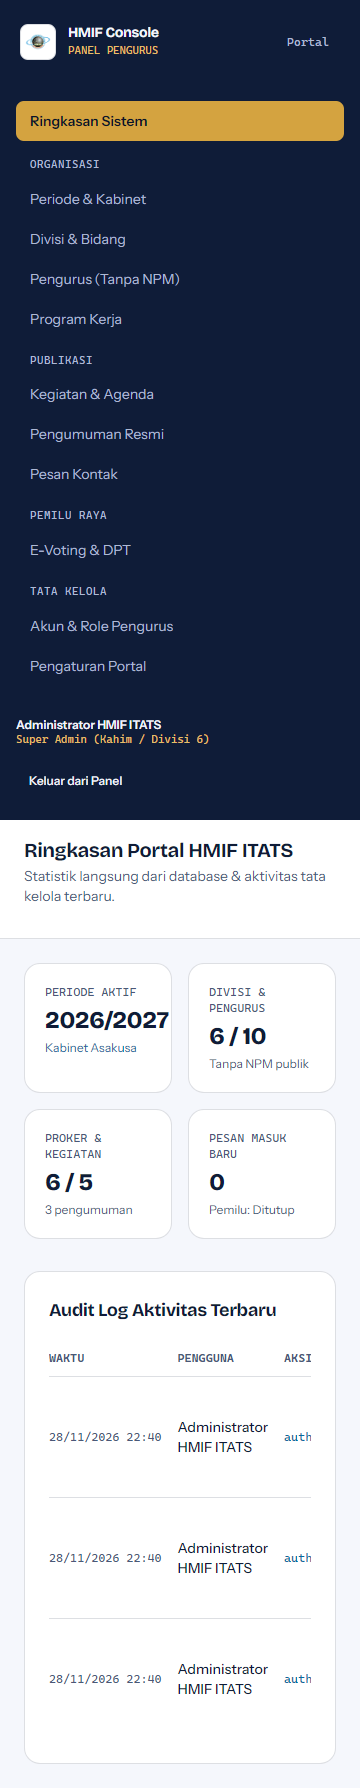 HMIF Console
PANEL PENGURUS
Portal
Ringkasan Sistem
ORGANISASI
Periode & Kabinet
Divisi & Bidang
Pengurus (Tanpa NPM)
Program Kerja
PUBLIKASI
Kegiatan & Agenda
Pengumuman Resmi
Pesan Kontak
PEMILU RAYA
E-Voting & DPT
TATA KELOLA
Akun & Role Pengurus
Pengaturan Portal
Administrator HMIF ITATS
Super Admin (Kahim / Divisi 6)
Keluar dari Panel
Ringkasan Portal HMIF ITATS
Statistik langsung dari database & aktivitas tata
kelola terbaru.
PERIODE AKTIF
2026/2027
Kabinet Asakusa
DIVISI &
PENGURUS
6 / 10
Tanpa NPM publik
PROKER &
KEGIATAN
6 / 5
3 pengumuman
PESAN MASUK
BARU
0
Pemilu: Ditutup
Audit Log Aktivitas Terbaru
WAKTU PENGGUNA AKSI
28/11/2026 22:40 Administrator HMIF ITATS auth
28/11/2026 22:40 Administrator HMIF ITATS auth
28/11/2026 22:40 Administrator HMIF ITATS auth